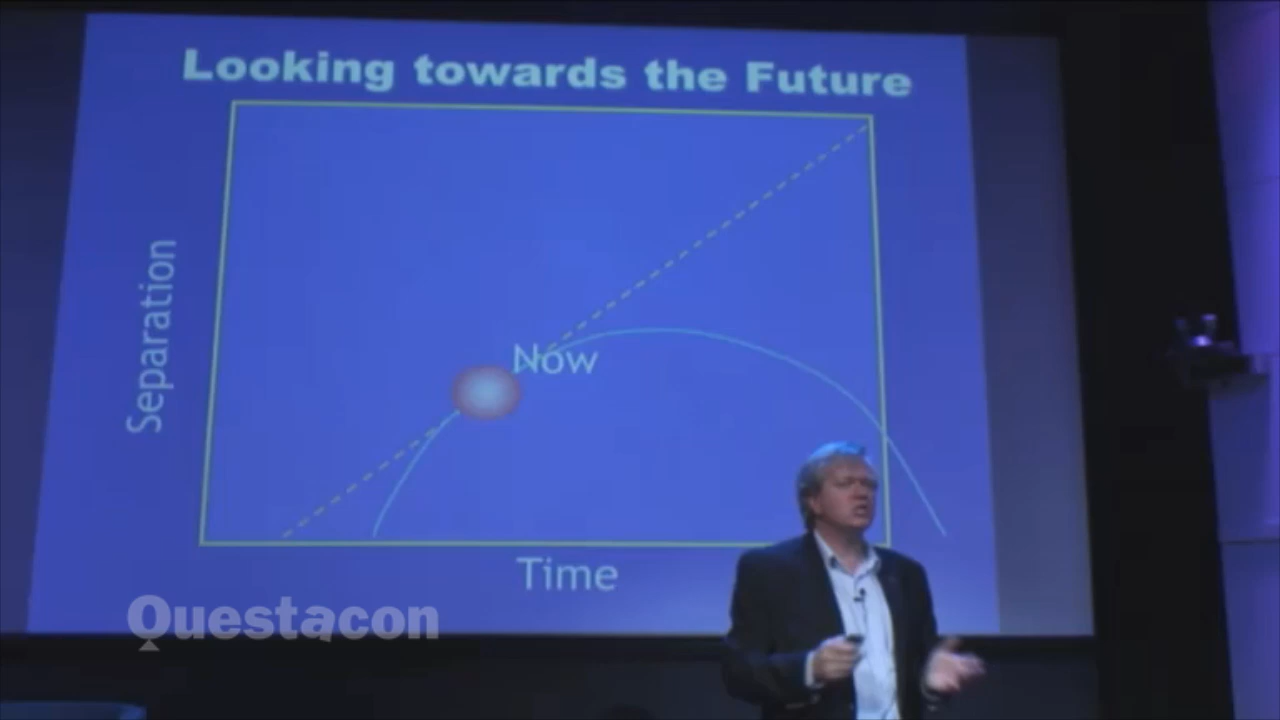 Looking towards the Future
Separation
Now
Time
Questacon